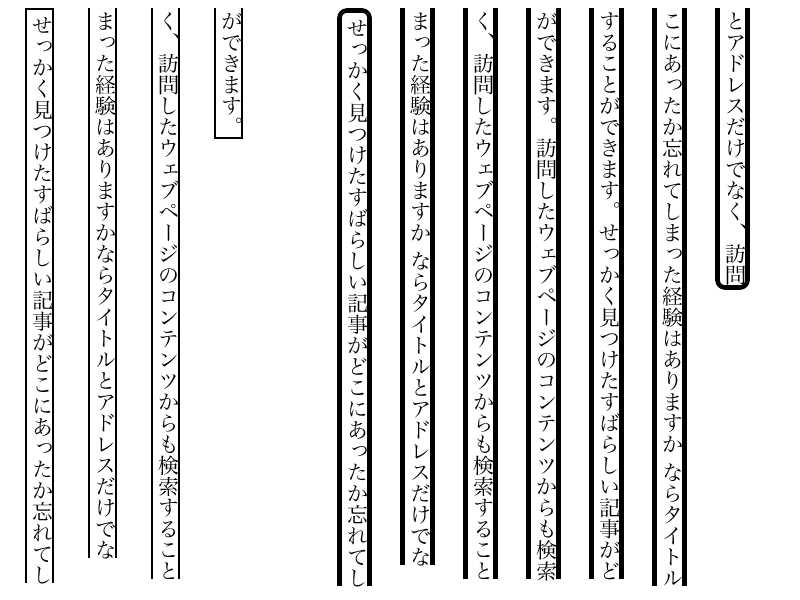 せっかく見つけたすばらしい記事がどこにあったか忘れてし
まった経験はありますかならタイトルとアドレスだけでな
く、訪問したウェブページのコンテンツからも検索すること
ができます。
せっかく見つけたすばらしい記事がどこにあったか忘れてし
まった経験はありますか ならタイトルとアドレスだけでな
く、訪問したウェブページのコンテンツからも検索すること
ができます。 訪問したウェブページのコンテンツからも検索
することができます。 せっかく見つけたすばらしい記事がど
こにあったか忘れてしまった経験はありますか ならタイトル
とアドレスだけでなく、訪問